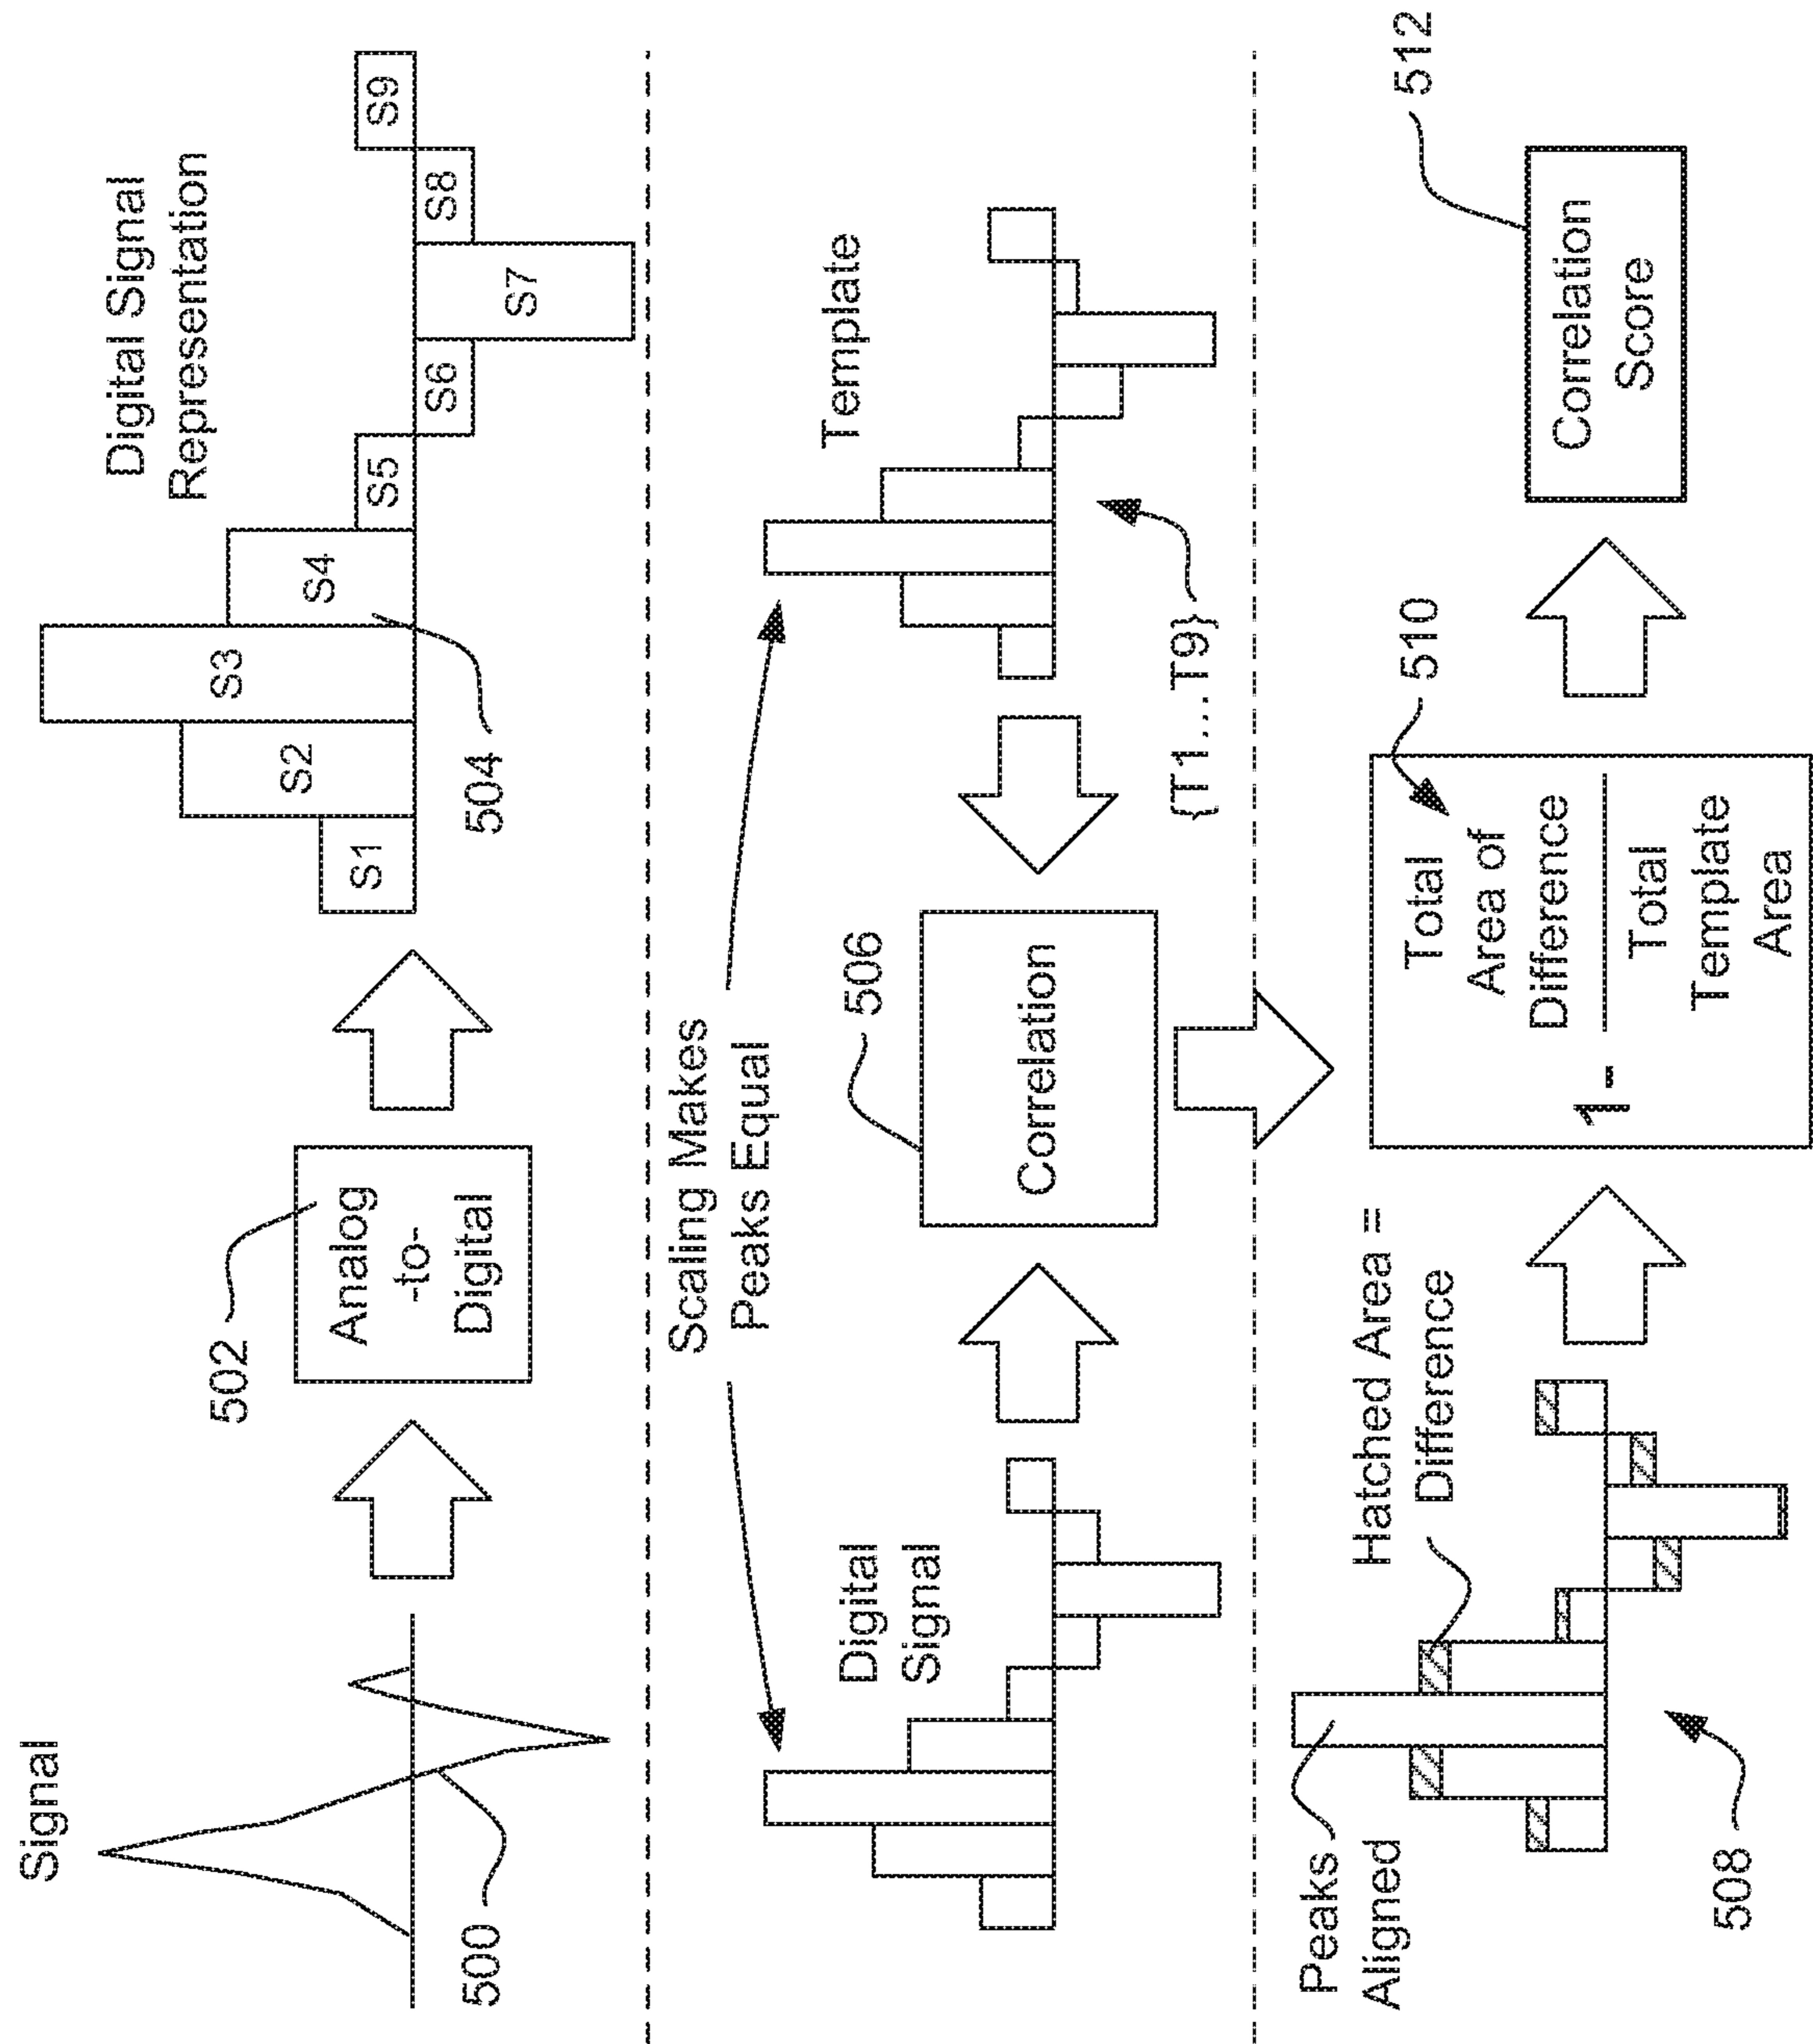 Signal
500
502
Analog
-to-
Digital
Digital Signal
Representation
S1
S2
S3
S4
S5
S6
S7
S8
S9
504
Scaling Makes
Peaks Equal
Digital
Signal
506
Correlation
Template
{T1...T9}
Peaks
Aligned
508
Hatched Area =
Difference
1-
Total
Area of
Difference
Total
Template
Area
510
Correlation
Score
512